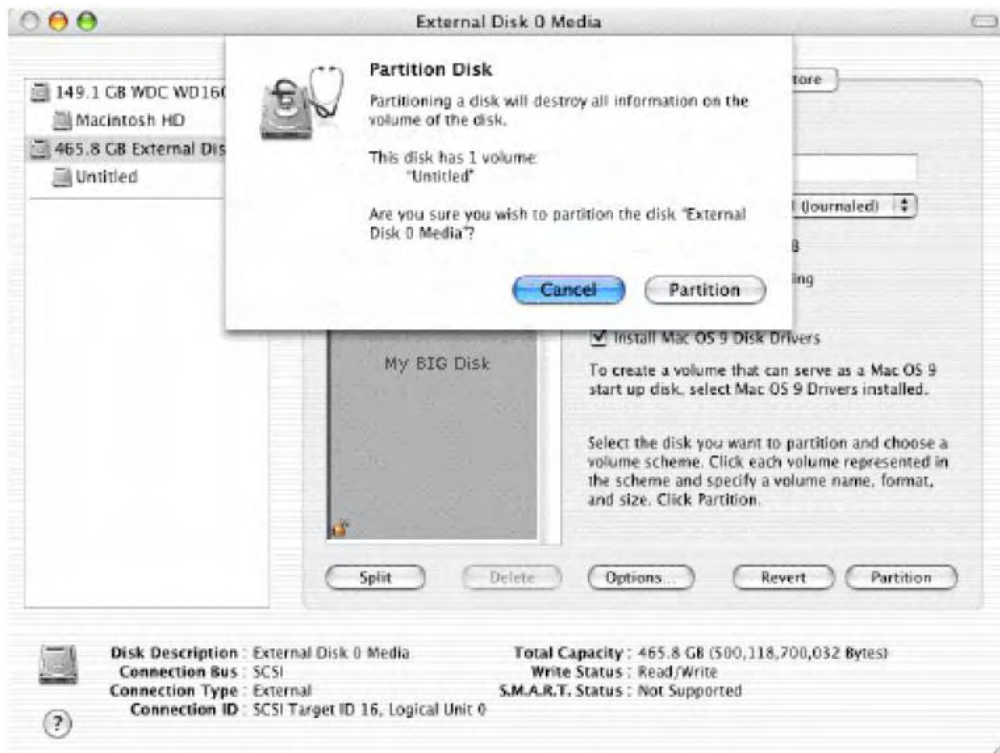 External Disk 0 Media
149.1 GB WDC WD160
Macintosh HD
465.8 GB External Dis
Untitled
Partition Disk
Partitioning a disk will destroy all information on the
volume of the disk.
This disk has 1 volume:
"Untitled"
Are you sure you wish to partition the disk "External
Disk 0 Media"?
Cancel
Partition
tore
(Journaled)
B
ing
Install Mac OS 9 Disk Drivers
My BIG Disk
To create a volume that can serve as a Mac OS 9
start up disk, select Mac OS 9 Drivers installed.
Select the disk you want to partition and choose a
volume scheme. Click each volume represented in
the scheme and specify a volume name, format,
and size. Click Partition.
Split
Delete
Options...
Revert
Partition
Disk Description : External Disk 0 Media
Connection Bus : SCSI
Connection Type : External
Connection ID : SCSI Target ID 16, Logical Unit 0
Total Capacity : 465.8 GB (500,118,700,032 Bytes)
Write Status : Read/Write
S.M.A.R.T. Status : Not Supported
?